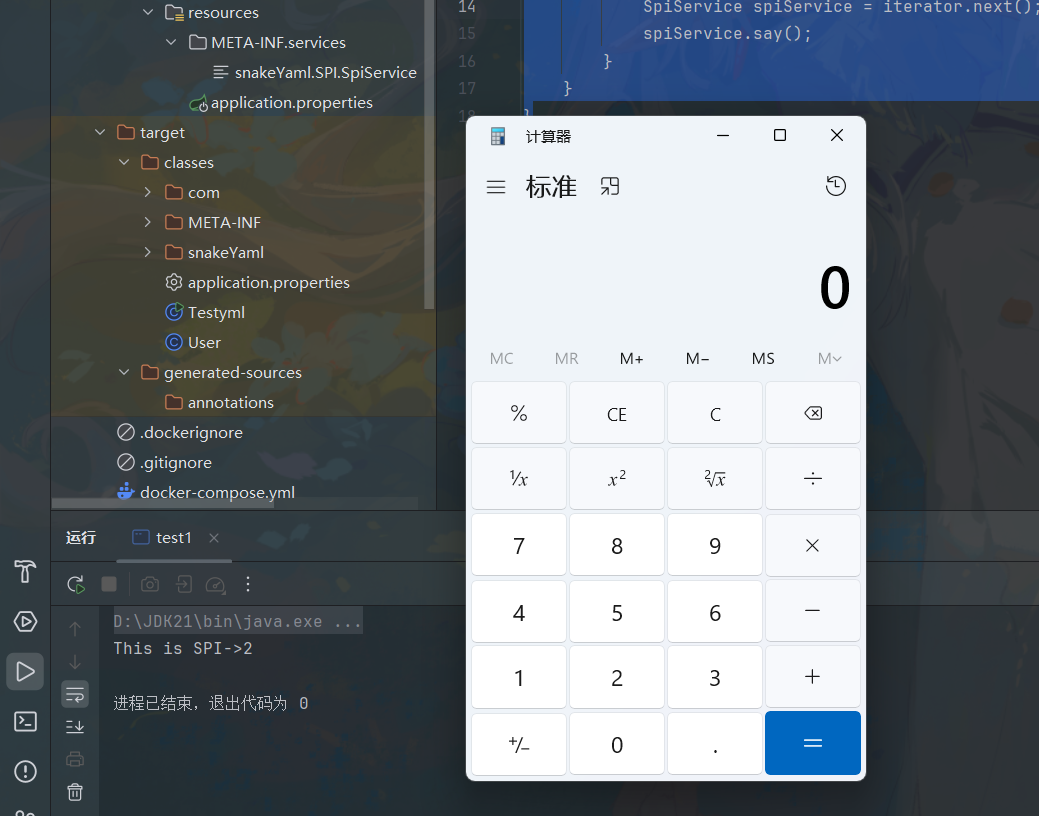 resources
META-INF.services
snakeYaml.SPI.SpiService
application.properties
target
classes
com
META-INF
snakeYaml
application.properties
Testyml
User
generated-sources
annotations
.dockerignore
.gitignore
docker-compose.yml
14 SpiService spiService = iterator.next();
15 spiService.say();
16 }
17 }
18 }
计算器
标准
0
MC MR M+ M− MS M
% CE C
¹/x x² ²√x ÷
7 8 9 ×
4 5 6 −
1 2 3 +
+/− 0 . =
运行 test1
D:\JDK21\bin\java.exe ...
This is SPI->2
进程已结束，退出代码为 0